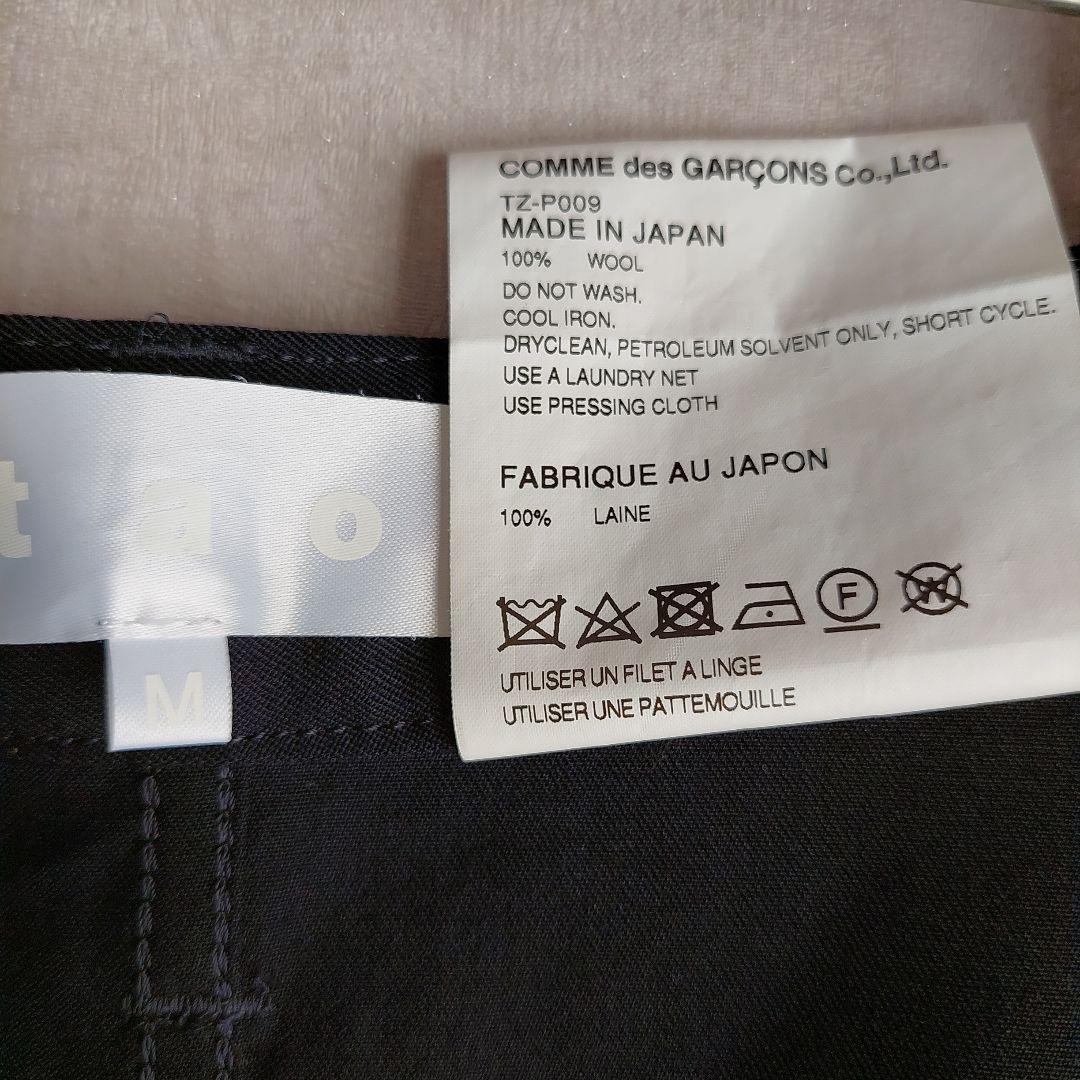 COMME des GARÇONS Co.,Ltd.
TZ-P009
MADE IN JAPAN
100% WOOL
DO NOT WASH.
COOL IRON.
DRYCLEAN, PETROLEUM SOLVENT ONLY, SHORT CYCLE.
USE A LAUNDRY NET
USE PRESSING CLOTH
FABRIQUE AU JAPON
100% LAINE
F
W
UTILISER UN FILET A LINGE
UTILISER UNE PATTEMOUILLE
tao
M